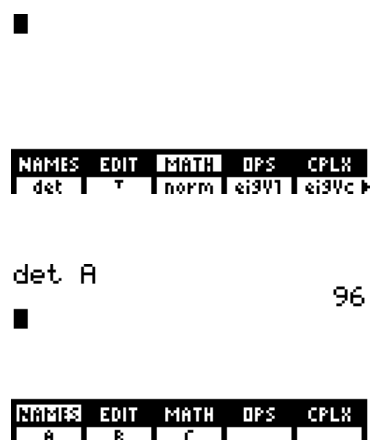 NAMES EDIT MATH OPS CPLX
det T norm eigVl eigVc
det A
96
NAMES EDIT MATH OPS CPLX
A B C